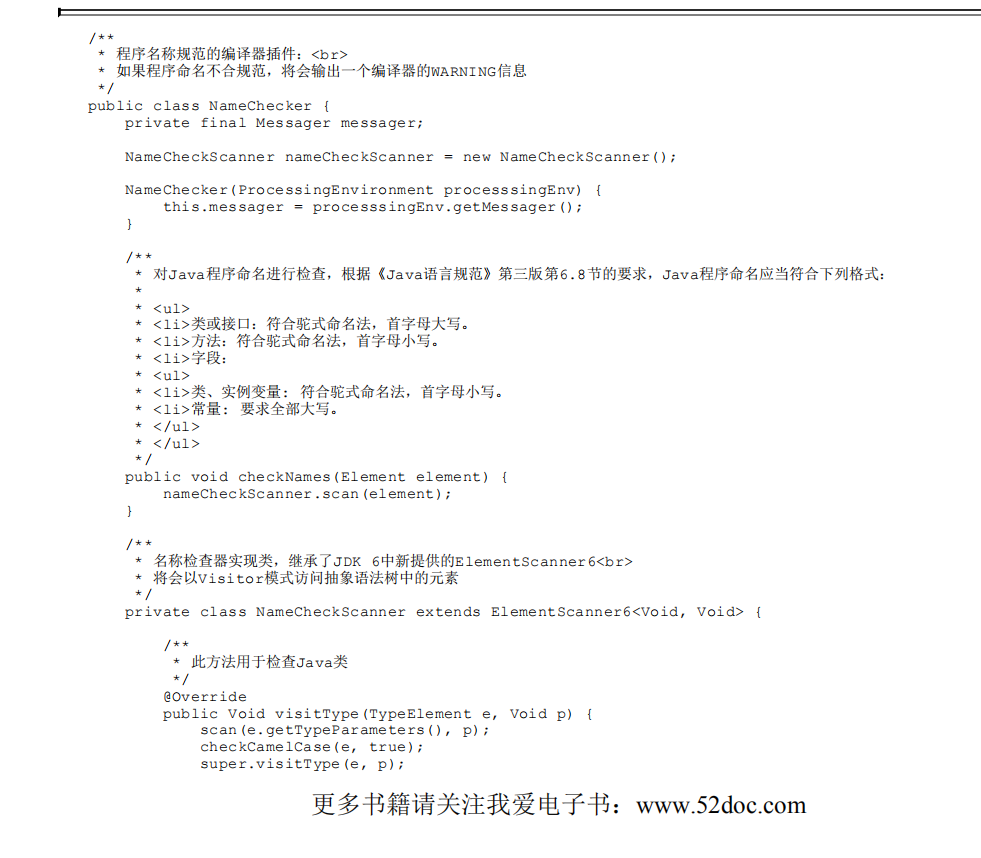 /**
 * 程序名称规范的编译器插件：<br>
 * 如果程序命名不合规范，将会输出一个编译器的WARNING信息
 */
public class NameChecker {
    private final Messager messager;

    NameCheckScanner nameCheckScanner = new NameCheckScanner();

    NameChecker(ProcessingEnvironment processsingEnv) {
        this.messager = processsingEnv.getMessager();
    }

    /**
     * 对Java程序命名进行检查，根据《Java语言规范》第三版第6.8节的要求，Java程序命名应当符合下列格式：
     *
     * <ul>
     * <li>类或接口：符合驼式命名法，首字母大写。
     * <li>方法：符合驼式命名法，首字母小写。
     * <li>字段：
     * <ul>
     * <li>类、实例变量: 符合驼式命名法，首字母小写。
     * <li>常量: 要求全部大写。
     * </ul>
     * </ul>
     */
    public void checkNames(Element element) {
        nameCheckScanner.scan(element);
    }

    /**
     * 名称检查器实现类，继承了JDK 6中新提供的ElementScanner6<br>
     * 将会以Visitor模式访问抽象语法树中的元素
     */
    private class NameCheckScanner extends ElementScanner6<Void, Void> {

        /**
         * 此方法用于检查Java类
         */
        @Override
        public Void visitType(TypeElement e, Void p) {
            scan(e.getTypeParameters(), p);
            checkCamelCase(e, true);
            super.visitType(e, p);
更多书籍请关注我爱电子书：www.52doc.com